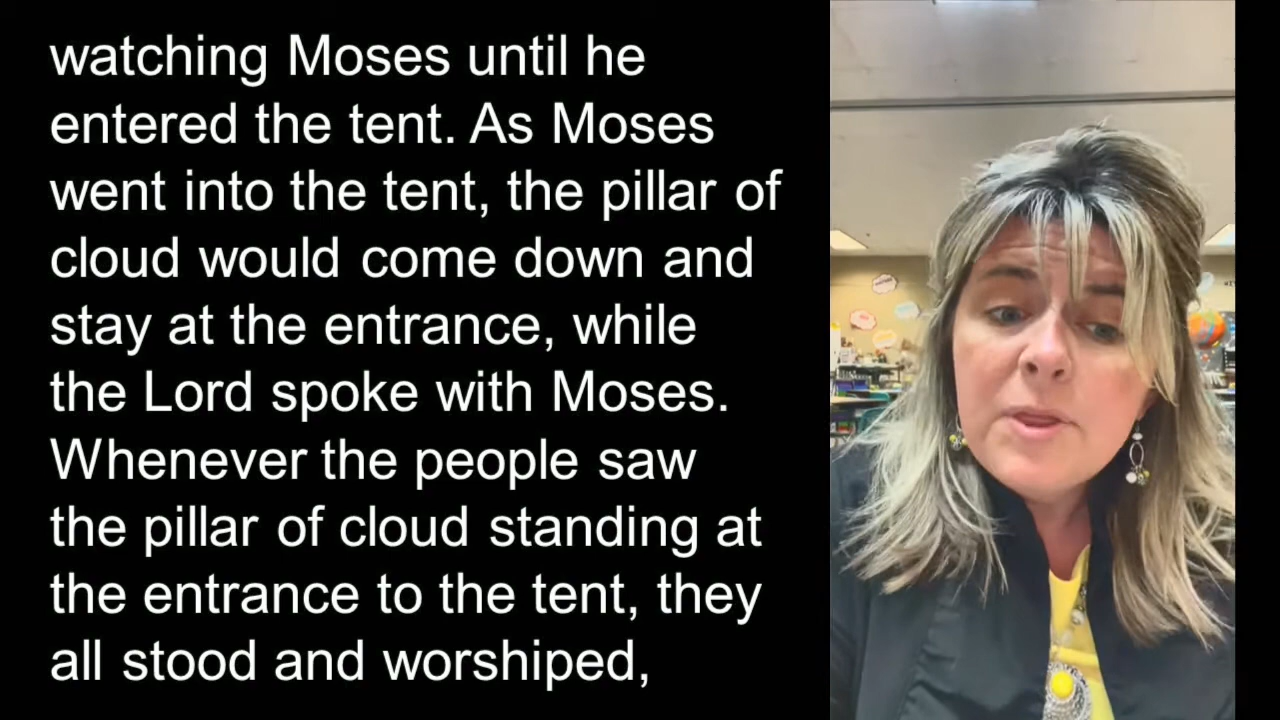 watching Moses until he
entered the tent. As Moses
went into the tent, the pillar of
cloud would come down and
stay at the entrance, while
the Lord spoke with Moses.
Whenever the people saw
the pillar of cloud standing at
the entrance to the tent, they
all stood and worshiped,